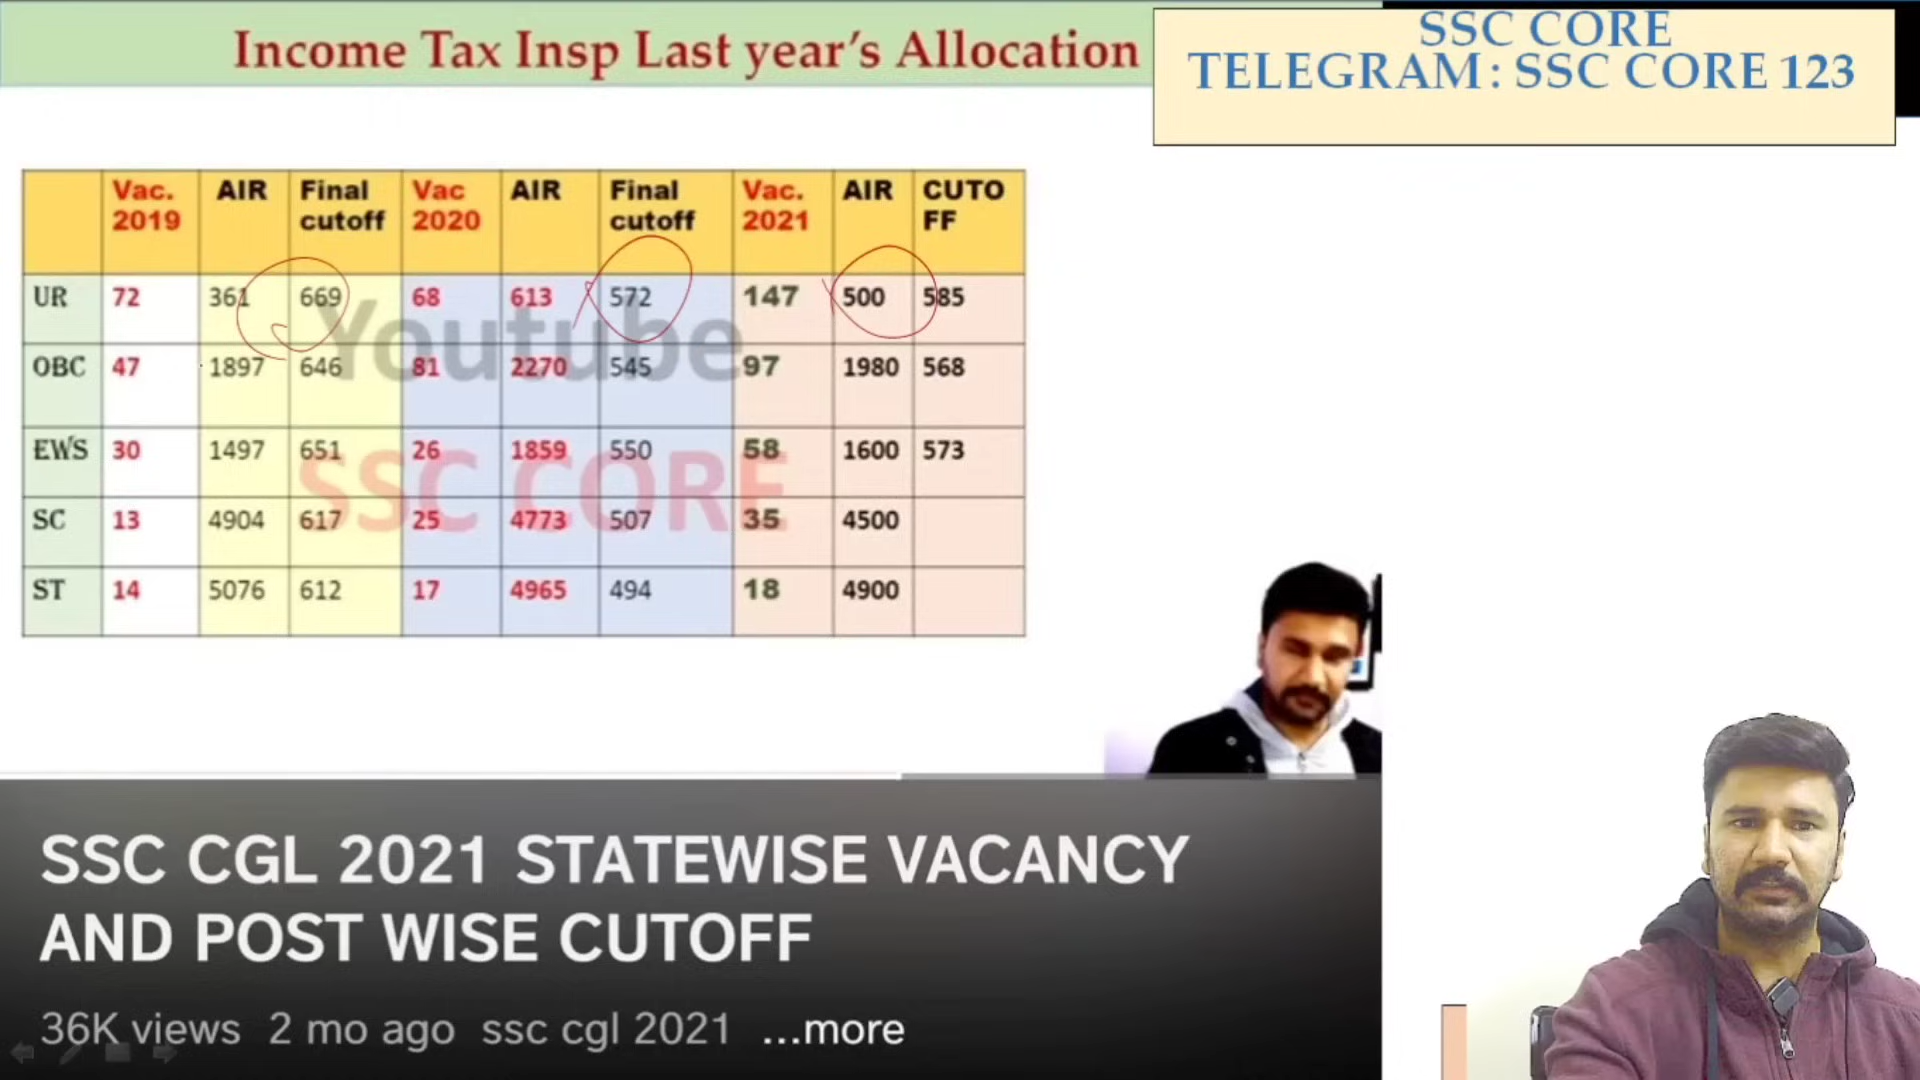 Income Tax Insp Last year's Allocation
SSC CORE
TELEGRAM : SSC CORE 123
Vac. 2019 AIR Final cutoff Vac 2020 AIR Final cutoff Vac. 2021 AIR CUTO FF
UR 72 361 669 68 613 572 147 500 585
OBC 47 1897 646 81 2270 545 97 1980 568
EWS 30 1497 651 26 1859 550 58 1600 573
SC 13 4904 617 25 4773 507 35 4500
ST 14 5076 612 17 4965 494 18 4900
Youtube
SSC CORE
SSC CGL 2021 STATEWISE VACANCY
AND POST WISE CUTOFF
36K views 2 mo ago ssc cgl 2021 ...more